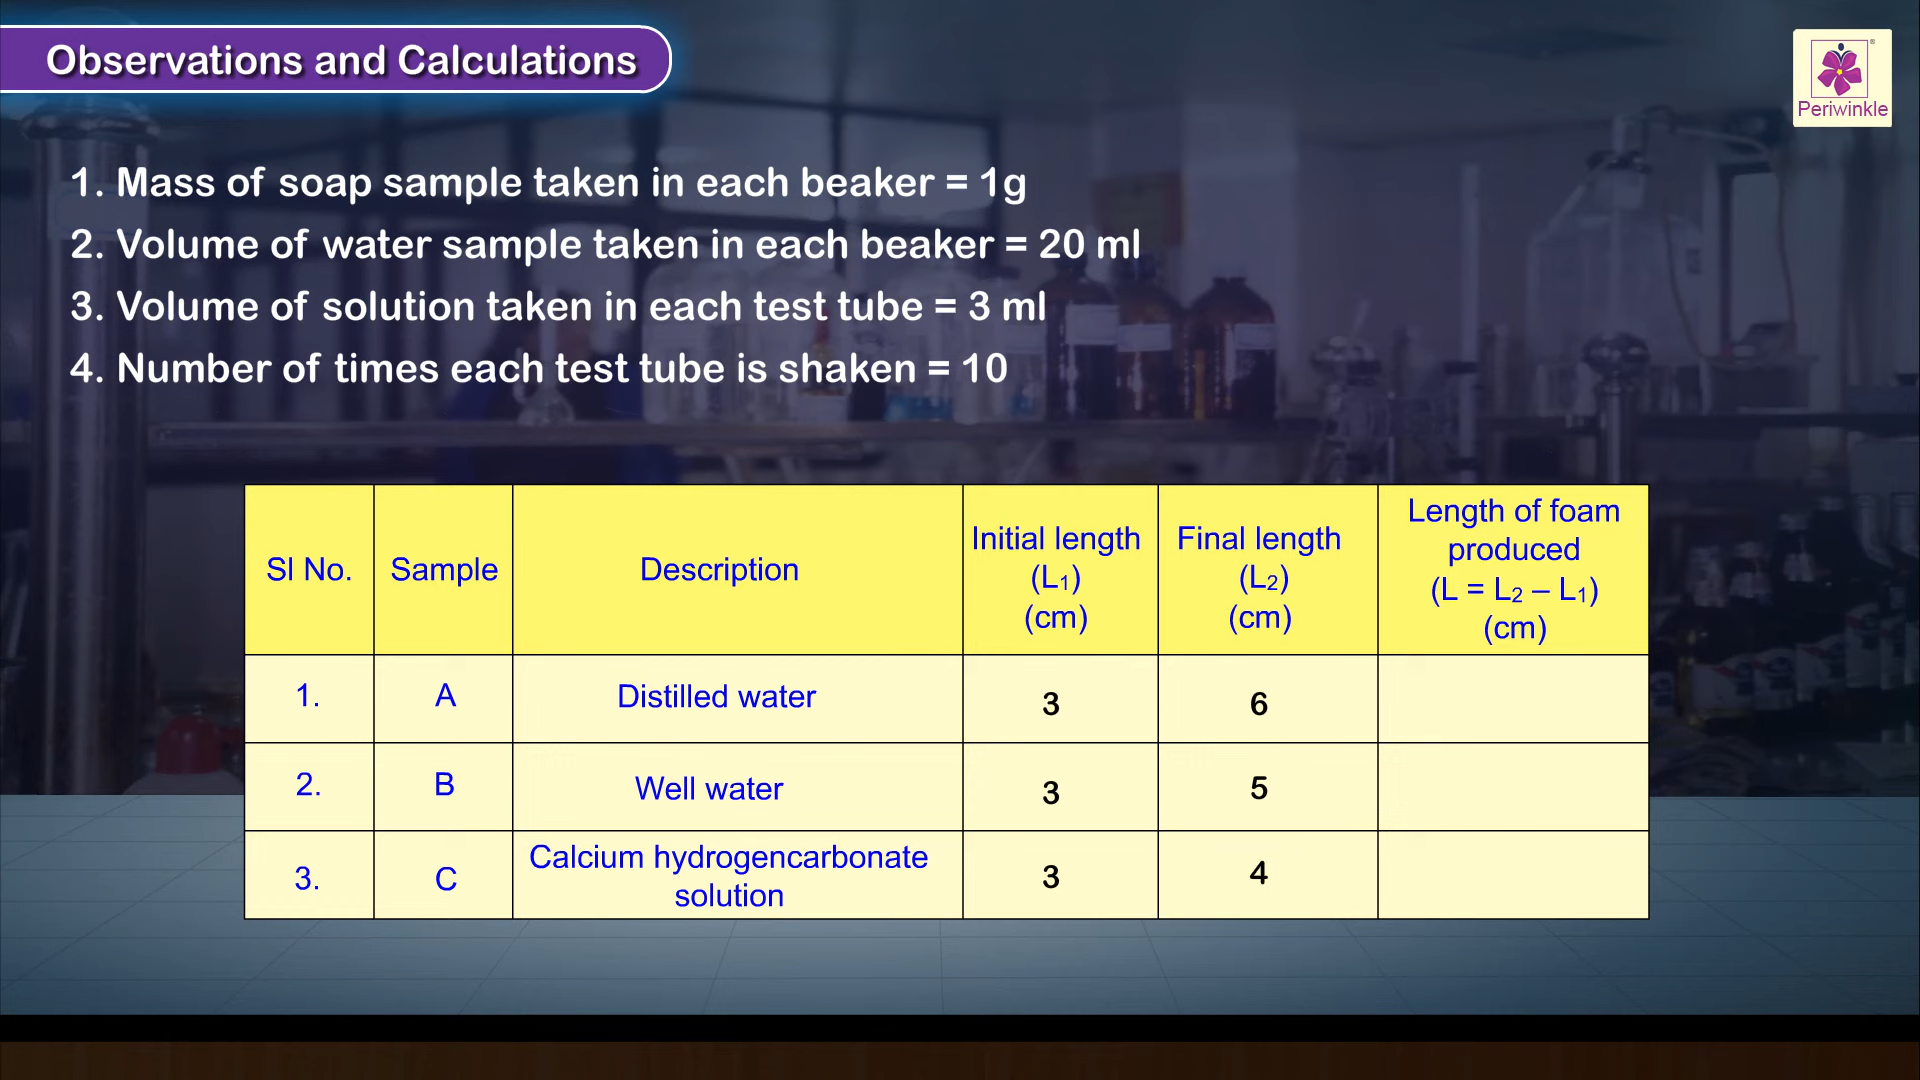 Observations and Calculations
®
Periwinkle
1. Mass of soap sample taken in each beaker = 1g
2. Volume of water sample taken in each beaker = 20 ml
3. Volume of solution taken in each test tube = 3 ml
4. Number of times each test tube is shaken = 10
Sl No. Sample Description Initial length (L₁) (cm) Final length (L₂) (cm) Length of foam produced (L = L₂ – L₁) (cm)
1. A Distilled water 3 6
2. B Well water 3 5
3. C Calcium hydrogencarbonate solution 3 4